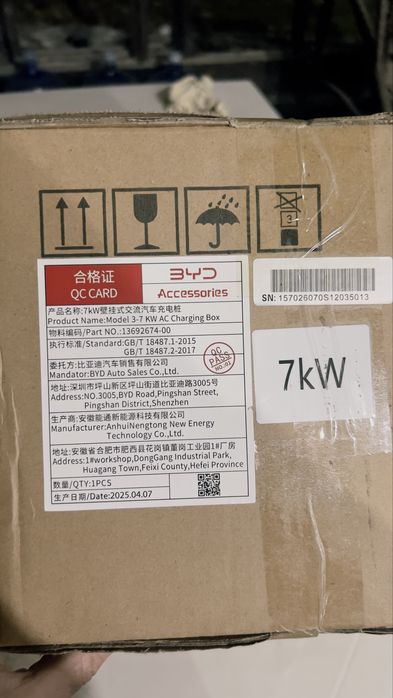 3
合格证
QC CARD
BYD
Accessories
产品名称:7kW壁挂式交流汽车充电桩
Product Name:Model 3-7 KW AC Charging Box
物料编码/Part NO.:13692674-00
执行标准/Standard:GB/T 18487.1-2015
GB/T 18487.2-2017
QC
PASS
NO.:02
委托方:比亚迪汽车销售有限公司
Mandator:BYD Auto Sales Co.,Ltd.
地址:深圳市坪山新区坪山街道比亚迪路3005号
Address:NO.3005,BYD Road,Pingshan Street,
Pingshan District,Shenzhen
生产商:安徽能通新能源科技有限公司
Manufacturer:AnhuiNengtong New Energy
Technology Co.,Ltd.
地址:安徽省合肥市肥西县花岗镇董岗工业园1#厂房
Address:1#workshop,DongGang Industrial Park,
Huagang Town,Feixi County,Hefei Province
数量/QTY:1PCS
生产日期/Date:2025.04.07
SN: 157026070S12035013
7kW